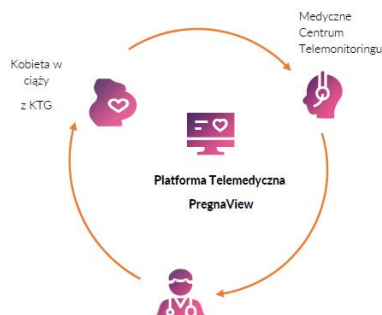 Medyczne
Centrum
Telemonitoringu
Kobieta w
ciąży
z KTG
Platforma Telemedyczna
PregnaView